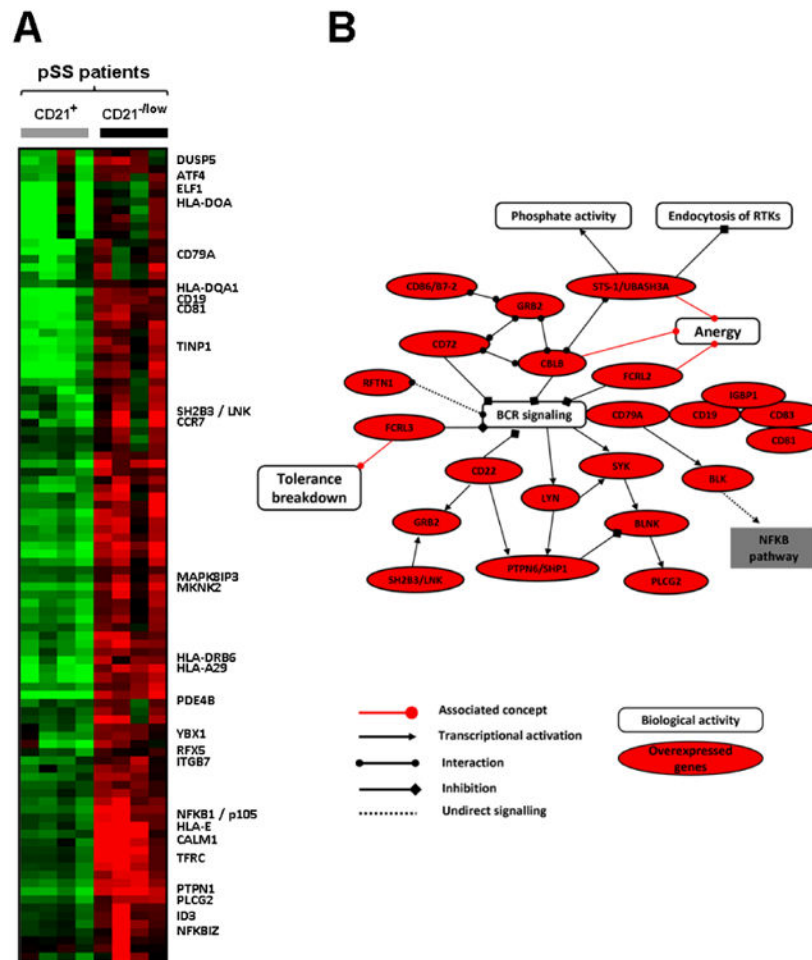 A
B
pSS patients
CD21+
CD21-/low
DUSP5
ATF4
ELF1
HLA-DOA
CD79A
HLA-DQA1
CD19
CD81
TINP1
SH2B3 / LNK
CCR7
MAPK8IP3
MKNK2
HLA-DRB6
HLA-A29
PDE4B
YBX1
RFX5
ITGB7
NFKB1 / p105
HLA-E
CALM1
TFRC
PTPN1
PLCG2
ID3
NFKBIZ
Phosphate activity
Endocytosis of RTKs
CD86/B7-2
STS-1/UBASH3A
GRB2
Anergy
CD72
CBLB
RFTN1
FCRL2
IGBP1
BCR signaling
CD79A
CD19
CD81
FCRL3
Tolerance
breakdown
CD22
SYK
BLK
LYN
GRB2
BLNK
NFKB
pathway
SH2B3/LNK
PTPN6/SHP1
PLCG2
Associated concept
Transcriptional activation
Interaction
Inhibition
Undirect signalling
Biological activity
Overexpressed
genes